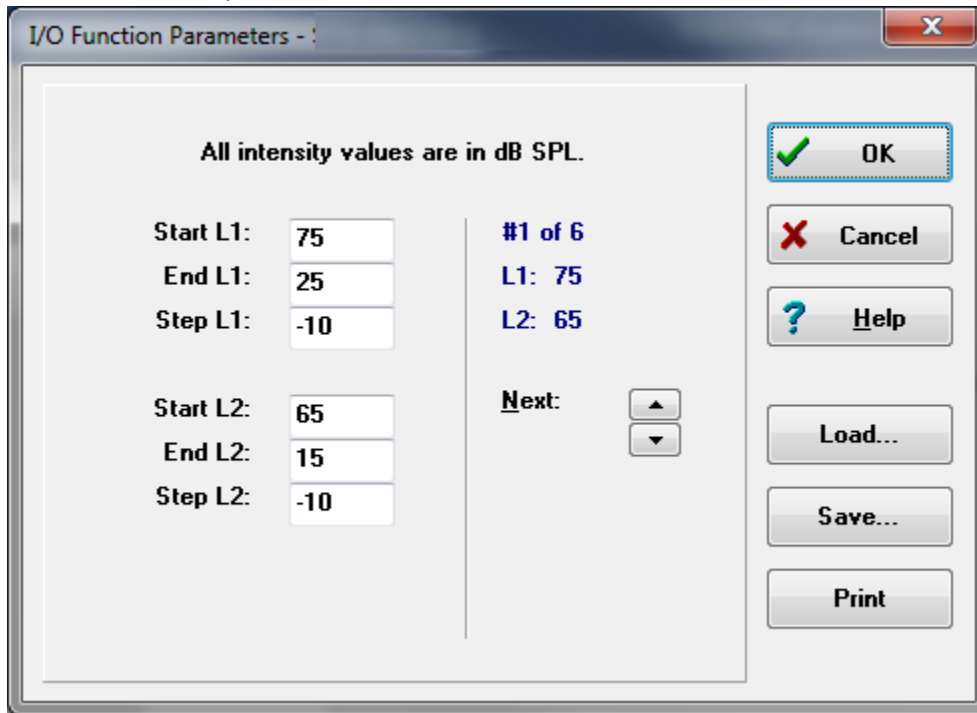 I/O Function Parameters -
All intensity values are in dB SPL.
Start L1: 75
End L1: 25
Step L1: -10
Start L2: 65
End L2: 15
Step L2: -10
#1 of 6
L1: 75
L2: 65
Next:
OK
Cancel
? Help
Load...
Save...
Print